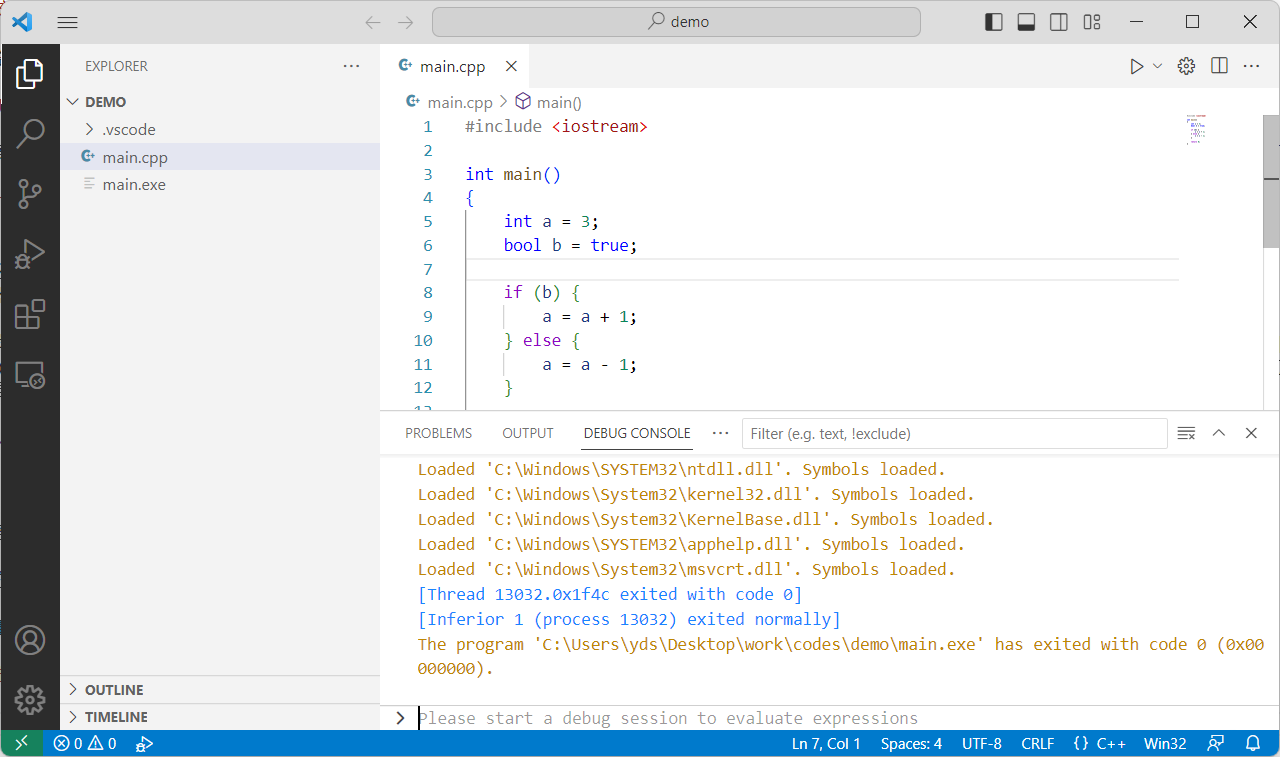 demo
EXPLORER
DEMO
.vscode
main.cpp
main.exe
OUTLINE
TIMELINE
main.cpp
main.cpp > main()
1 #include <iostream>
2
3 int main()
4 {
5 int a = 3;
6 bool b = true;
7
8 if (b) {
9 a = a + 1;
10 } else {
11 a = a - 1;
12 }
PROBLEMS OUTPUT DEBUG CONSOLE ··· Filter (e.g. text, !exclude)
Loaded 'C:\Windows\SYSTEM32\ntdll.dll'. Symbols loaded.
Loaded 'C:\Windows\System32\kernel32.dll'. Symbols loaded.
Loaded 'C:\Windows\System32\KernelBase.dll'. Symbols loaded.
Loaded 'C:\Windows\SYSTEM32\apphelp.dll'. Symbols loaded.
Loaded 'C:\Windows\System32\msvcrt.dll'. Symbols loaded.
[Thread 13032.0x1f4c exited with code 0]
[Inferior 1 (process 13032) exited normally]
The program 'C:\Users\yds\Desktop\work\codes\demo\main.exe' has exited with code 0 (0x00
000000).
Please start a debug session to evaluate expressions
0 0 Ln 7, Col 1 Spaces: 4 UTF-8 CRLF {} C++ Win32